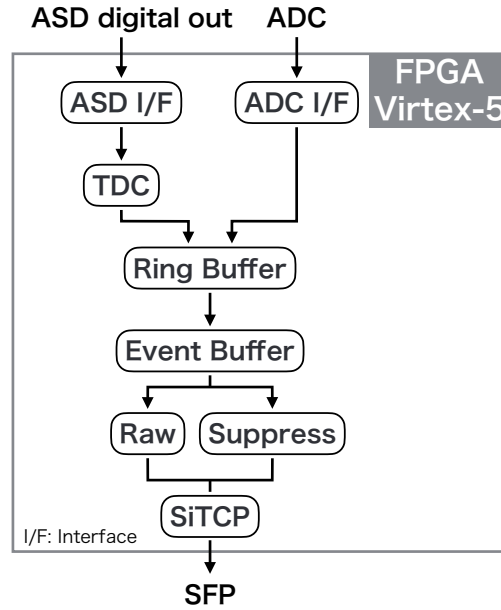 ASD digital out
ADC
FPGA
Virtex-5
ASD I/F
ADC I/F
TDC
Ring Buffer
Event Buffer
Raw
Suppress
SiTCP
I/F: Interface
SFP